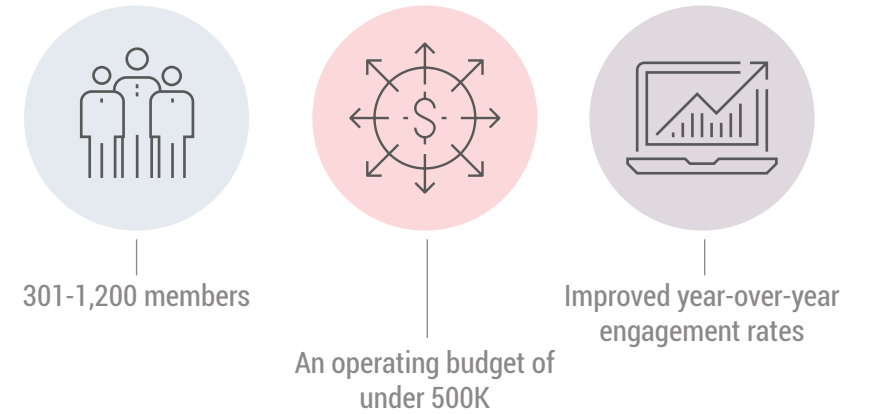 301-1,200 members
An operating budget of
under 500K
Improved year-over-year
engagement rates
$